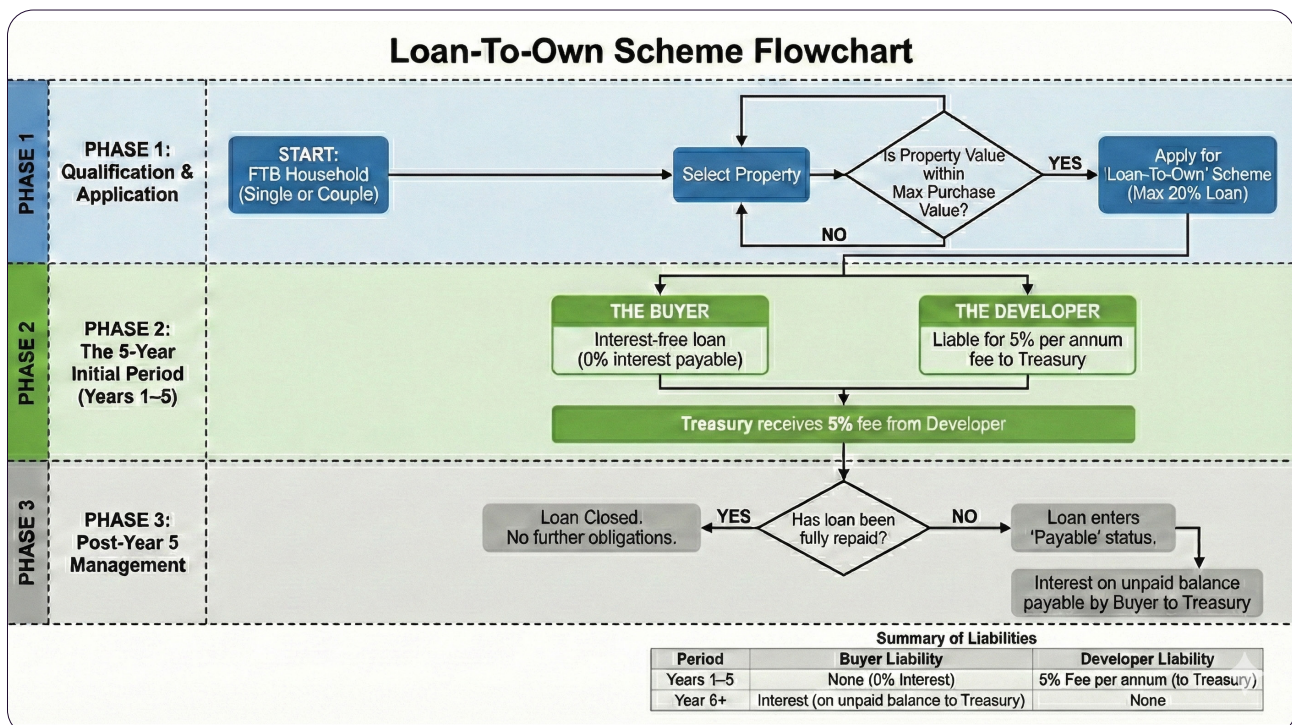 Loan-To-Own Scheme Flowchart
PHASE 1
PHASE 1:
Qualification &
Application
START:
FTB Household
(Single or Couple)
Select Property
Is Property Value
within
Max Purchase
Value?
YES
NO
Apply for
'Loan-To-Own' Scheme
(Max 20% Loan)
PHASE 2
PHASE 2:
The 5-Year
Initial Period
(Years 1–5)
THE BUYER
Interest-free loan
(0% interest payable)
THE DEVELOPER
Liable for 5% per annum
fee to Treasury
Treasury receives 5% fee from Developer
PHASE 3
PHASE 3:
Post-Year 5
Management
Loan Closed.
No further obligations.
YES
Has loan been
fully repaid?
NO
Loan enters
'Payable' status.
Interest on unpaid balance
payable by Buyer to Treasury
Summary of Liabilities
Period Buyer Liability Developer Liability
Years 1–5 None (0% Interest) 5% Fee per annum (to Treasury)
Year 6+ Interest (on unpaid balance to Treasury) None